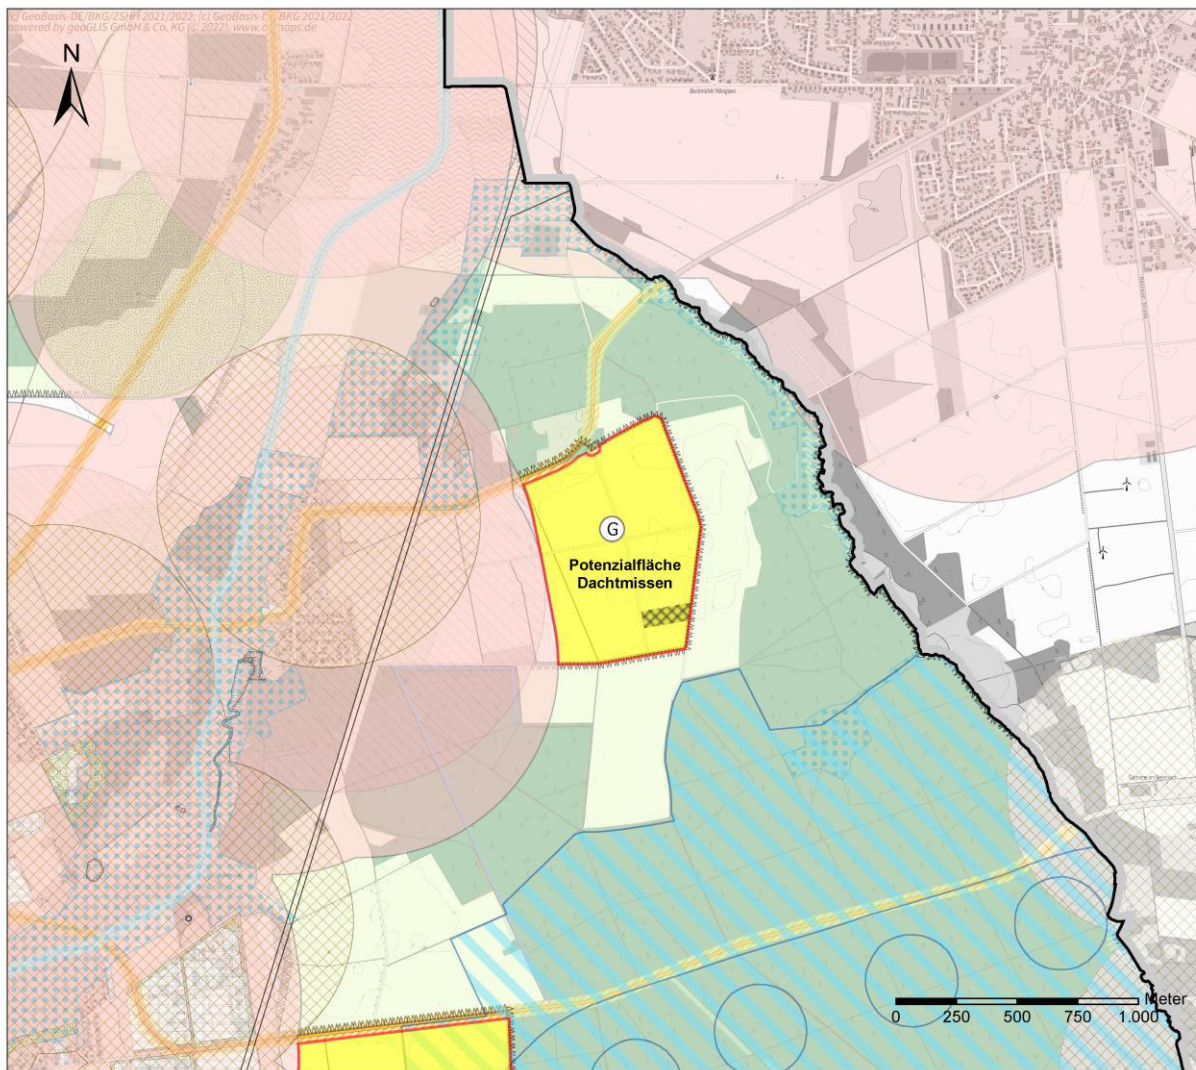 (c) GeoBasis-DE/BKG/ZSHH 2021/2022; (c) GeoBasis-DE/BKG 2021/2022
powered by geoGLIS GmbH & Co. KG (© 2022), www.
N
G
Potenzialfläche
Dachtmissen
Meter
0 250 500 750 1.000